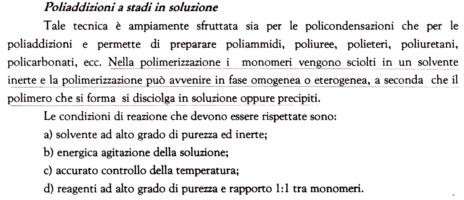 Poliaddizioni a stadi in soluzione
Tale tecnica è ampiamente sfruttata sia per le policondensazioni che per le
poliaddizioni e permette di preparare poliammidi, poliuree, polieteri, poliuretani,
policarbonati, ecc. Nella polimerizzazione i monomeri vengono sciolti in un solvente
inerte e la polimerizzazione può avvenire in fase omogenea o eterogenea, a seconda che il
polimero che si forma si disciolga in soluzione oppure precipiti.
Le condizioni di reazione che devono essere rispettate sono:
a) solvente ad alto grado di purezza ed inerte;
b) energica agitazione della soluzione;
c) accurato controllo della temperatura;
d) reagenti ad alto grado di purezza e rapporto 1:1 tra monomeri.